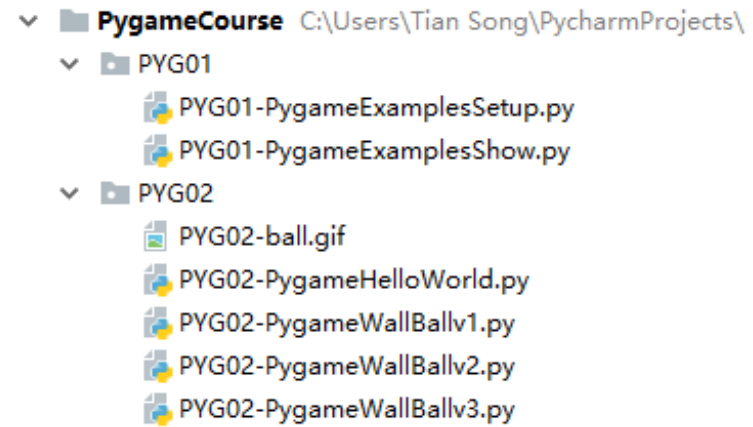 PygameCourse C:\Users\Tian Song\PycharmProjects\
PYG01
PYG01-PygameExamplesSetup.py
PYG01-PygameExamplesShow.py
PYG02
PYG02-ball.gif
PYG02-PygameHelloWorld.py
PYG02-PygameWallBallv1.py
PYG02-PygameWallBallv2.py
PYG02-PygameWallBallv3.py